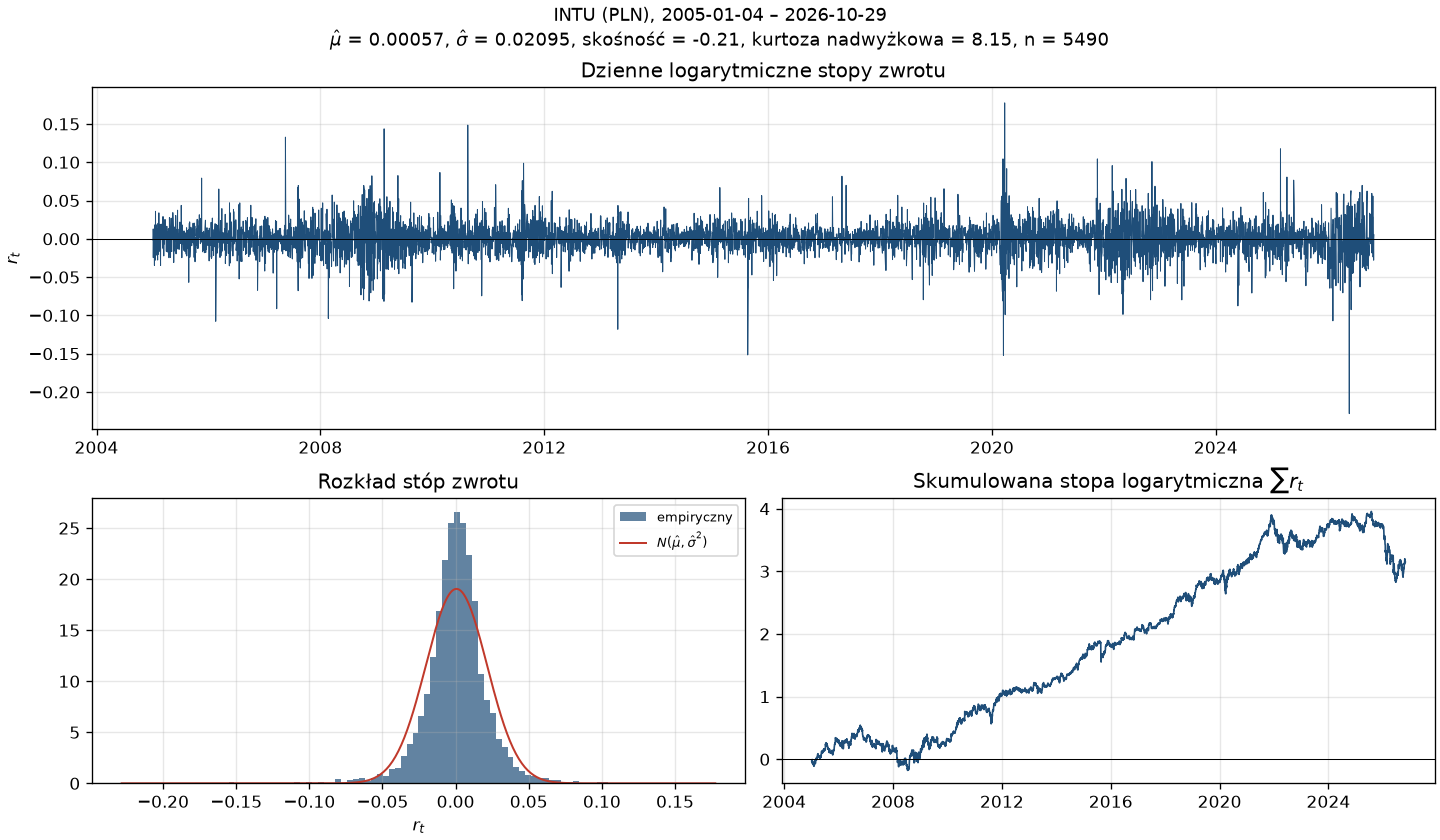 INTU (PLN), 2005-01-04 – 2026-10-29
μ̂ = 0.00057, σ̂ = 0.02095, skośność = -0.21, kurtoza nadwyżkowa = 8.15, n = 5490
Dzienne logarytmiczne stopy zwrotu
0.15
0.10
0.05
0.00
−0.05
−0.10
−0.15
−0.20
r_t
2004 2008 2012 2016 2020 2024
Rozkład stóp zwrotu
25
20
15
10
5
0
empiryczny
N(μ̂, σ̂²)
−0.20 −0.15 −0.10 −0.05 0.00 0.05 0.10 0.15
r_t
Skumulowana stopa logarytmiczna ∑r_t
4
3
2
1
0
2004 2008 2012 2016 2020 2024